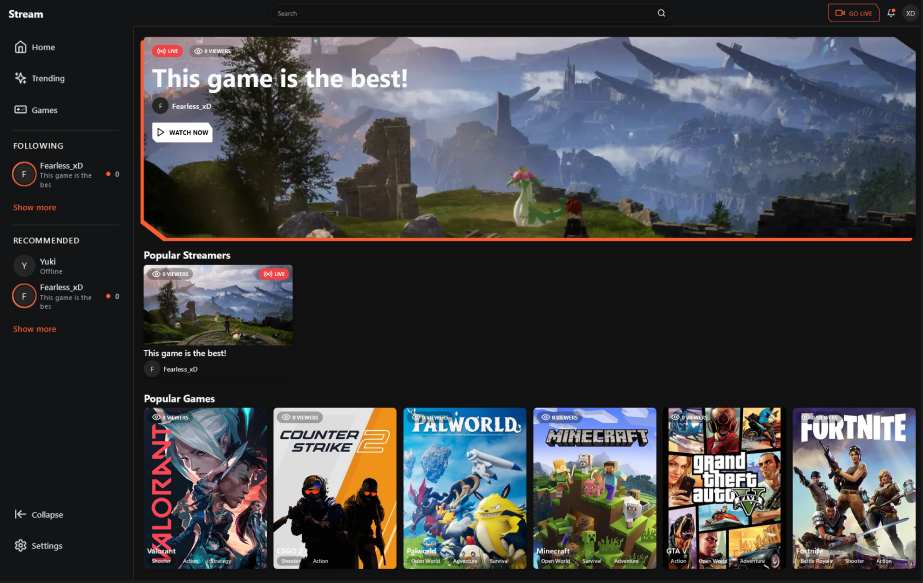 Stream
Search
GO LIVE
XD
Home
Trending
Games
FOLLOWING
F
Fearless_xD
This game is the
bes
0
Show more
RECOMMENDED
Y
Yuki
Offline
F
Fearless_xD
This game is the
bes
0
Show more
Collapse
Settings
LIVE
0 VIEWERS
This game is the best!
F
Fearless_xD
WATCH NOW
Popular Streamers
0 VIEWERS
LIVE
This game is the best!
F
Fearless_xD
Popular Games
0 VIEWERS
VALORANT
Valorant
Shooter Action Strategy
0 VIEWERS
COUNTER
STRIKE 2
Shooter Action
0 VIEWERS
PALWORLD
Palworld
Open World Adventure Survival
0 VIEWERS
MINECRAFT
Minecraft
Open World Survival Adventure
0 VIEWERS
grand
theft
auto V
GTA V
Action Open World Adventure
0 VIEWERS
FORTNITE
Fortnite
Battle Royale Shooter Action